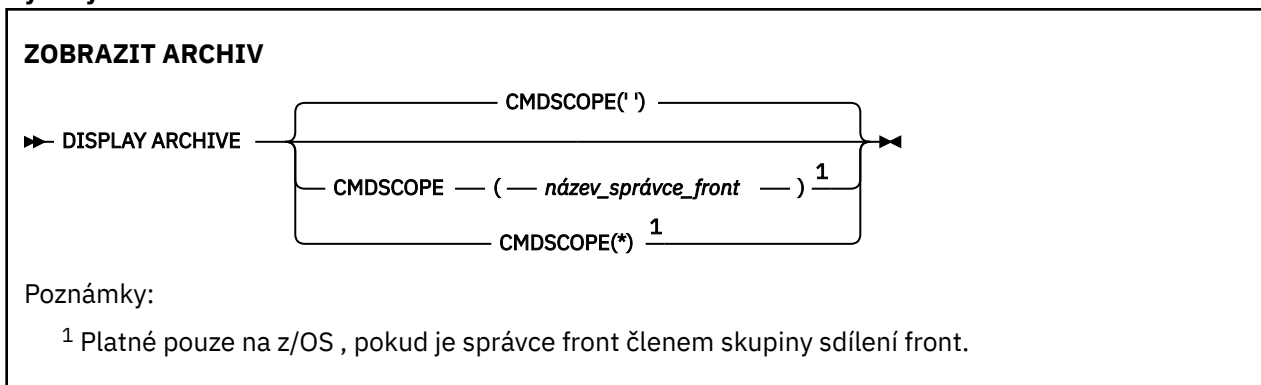 ZOBRAZIT ARCHIV
CMDSCOPE(' ')
DISPLAY ARCHIVE
CMDSCOPE ( název_správce_front ) 1
CMDSCOPE(*) 1
Poznámky:
1 Platné pouze na z/OS , pokud je správce front členem skupiny sdílení front.